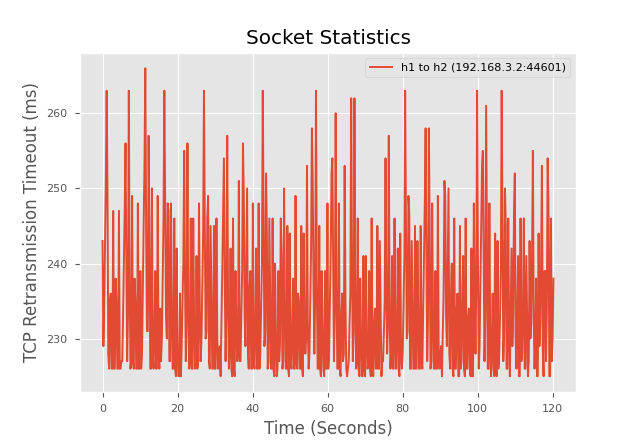 Socket Statistics
h1 to h2 (192.168.3.2:44601)
TCP Retransmission Timeout (ms)
260
250
240
230
0 20 40 60 80 100 120
Time (Seconds)